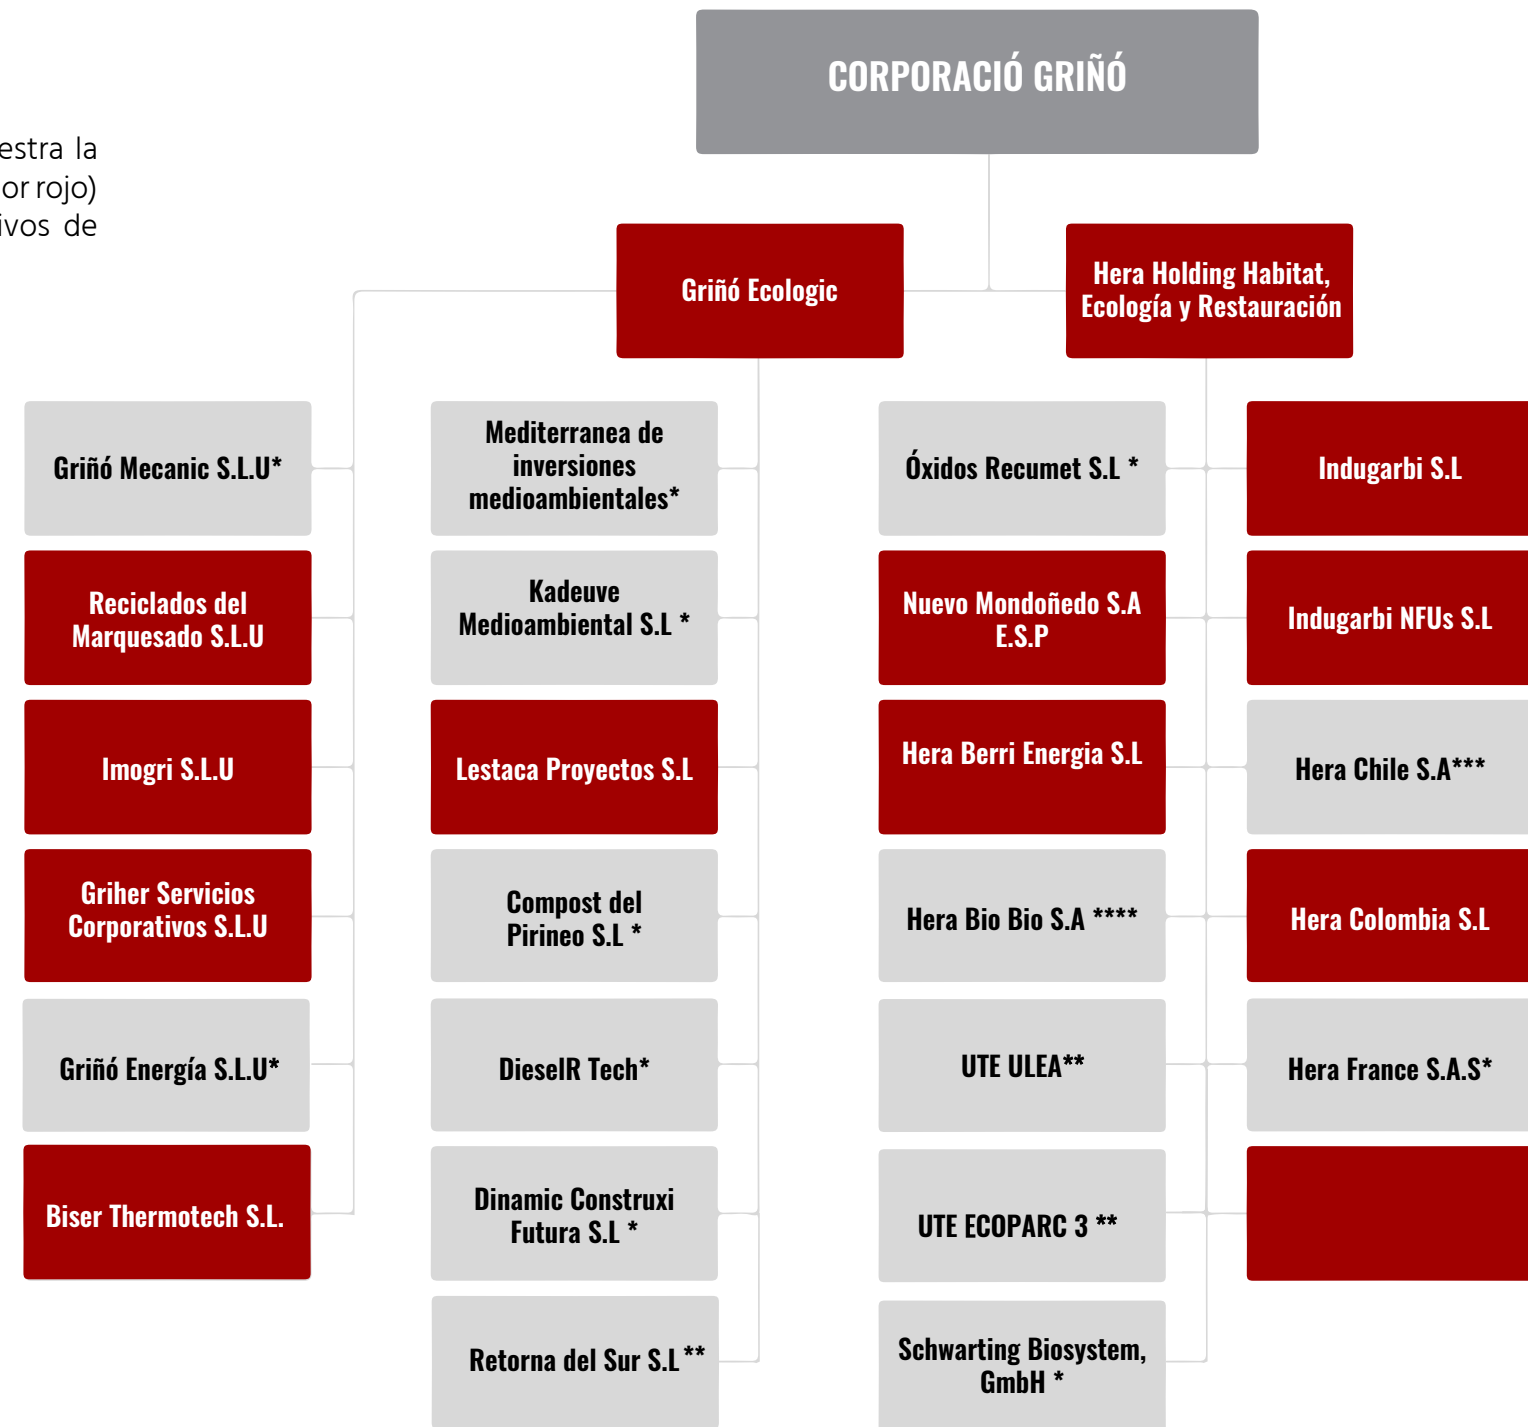 CORPORACIÓ GRIÑÓ
estra la
or rojo)
ivos de
Griñó Ecologic
Hera Holding Habitat,
Ecología y Restauración
Griñó Mecanic S.L.U*
Reciclados del
Marquesado S.L.U
Imogri S.L.U
Griher Servicios
Corporativos S.L.U
Griñó Energía S.L.U*
Biser Thermotech S.L.
Mediterranea de
inversiones
medioambientales*
Kadeuve
Medioambiental S.L *
Lestaca Proyectos S.L
Compost del
Pirineo S.L *
DieselR Tech*
Dinamic Construxi
Futura S.L *
Retorna del Sur S.L**
Óxidos Recumet S.L *
Nuevo Mondoñedo S.A
E.S.P
Hera Berri Energia S.L
Hera Bio Bio S.A ****
UTE ULEA**
UTE ECOPARC 3 **
Schwarting Biosystem,
GmbH *
Indugarbi S.L
Indugarbi NFUs S.L
Hera Chile S.A***
Hera Colombia S.L
Hera France S.A.S*